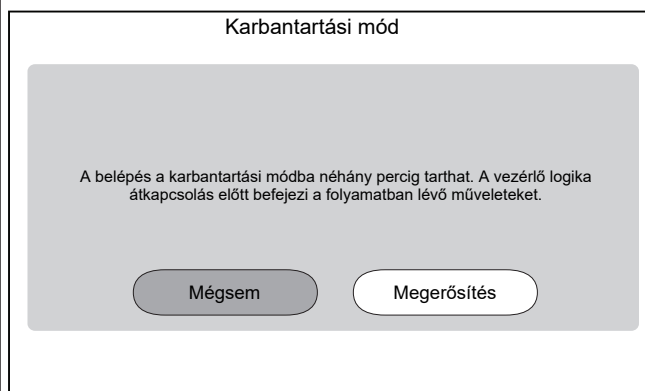 Karbantartási mód
A belépés a karbantartási módba néhány percig tarthat. A vezérlő logika
átkapcsolás előtt befejezi a folyamatban lévő műveleteket.
Mégsem
Megerősítés